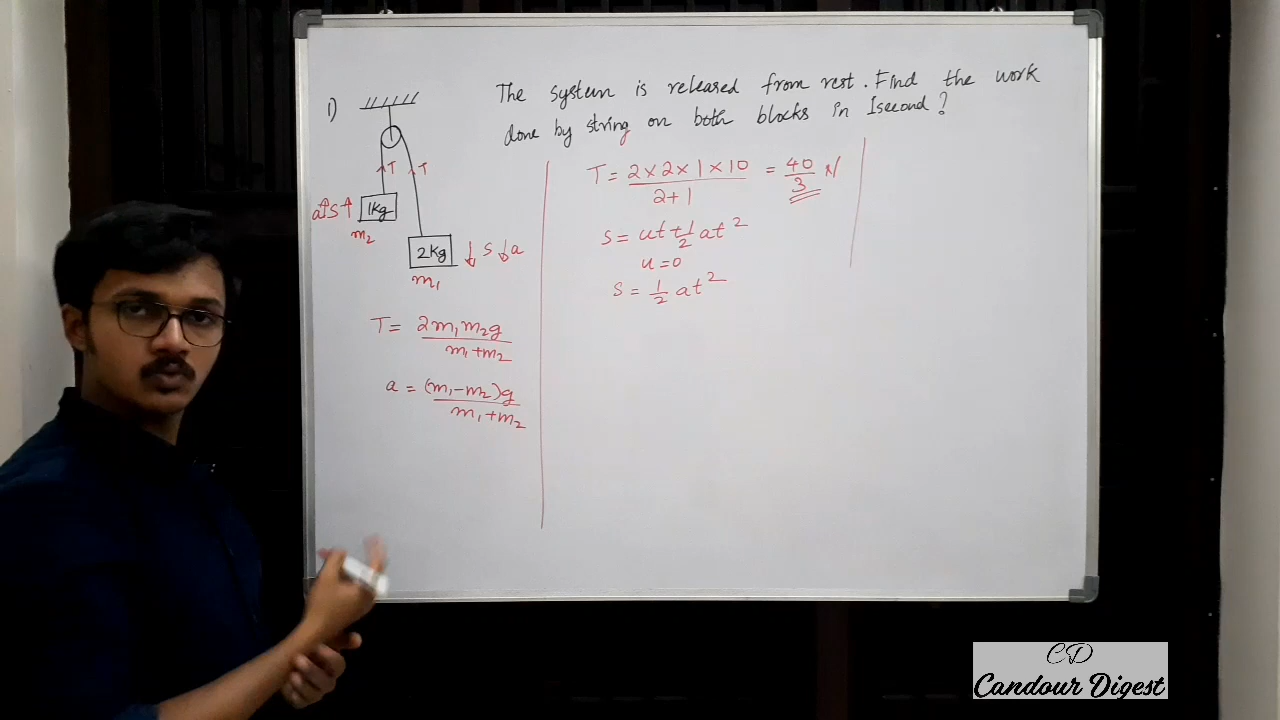 1)
The system is released from rest. Find the work
done by string on both blocks in 1second?
T T
a S 1kg
m₂
2kg S a
m₁
T = 2m₁m₂g / m₁+m₂
a = (m₁-m₂)g / m₁+m₂
T = 2×2×1×10 / 2+1 = 40/3 N
S = ut+1/2 at²
u=0
S = 1/2 at²
CD
Candour Digest